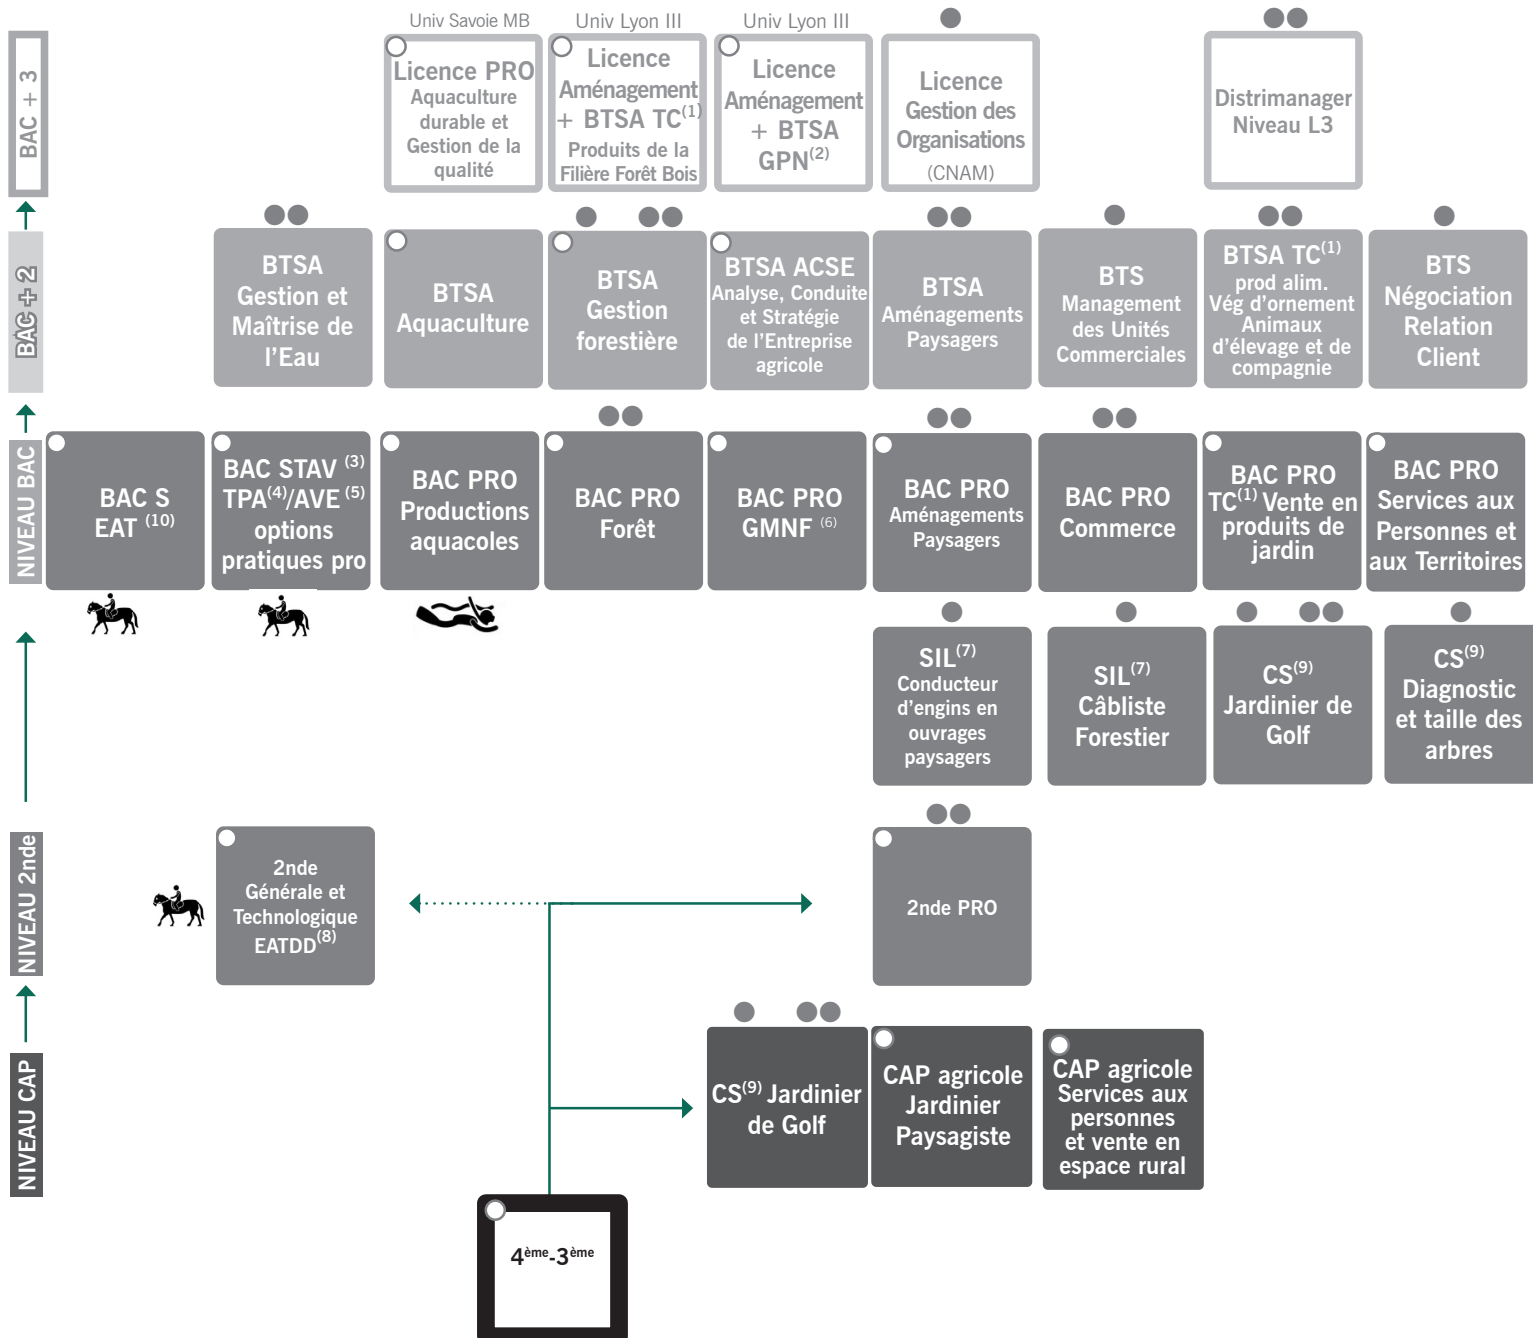 Univ Savoie MB
Univ Lyon III
Univ Lyon III
BAC + 3
Licence PRO
Aquaculture
durable et
Gestion de la
qualité
Licence
Aménagement
+ BTSA TC(1)
Produits de la
Filière Forêt Bois
Licence
Aménagement
+ BTSA
GPN(2)
Licence
Gestion des
Organisations
(CNAM)
Distrimanager
Niveau L3
BAC + 2
BTSA
Gestion et
Maîtrise de
l'Eau
BTSA
Aquaculture
BTSA
Gestion
forestière
BTSA ACSE
Analyse, Conduite
et Stratégie
de l'Entreprise
agricole
BTSA
Aménagements
Paysagers
BTS
Management
des Unités
Commerciales
BTSA TC(1)
prod alim.
Vég d'ornement
Animaux
d'élevage et de
compagnie
BTS
Négociation
Relation
Client
NIVEAU BAC
BAC S
EAT (10)
BAC STAV (3)
TPA(4)/AVE (5)
options
pratiques pro
BAC PRO
Productions
aquacoles
BAC PRO
Forêt
BAC PRO
GMNF (6)
BAC PRO
Aménagements
Paysagers
BAC PRO
Commerce
BAC PRO
TC(1) Vente en
produits de
jardin
BAC PRO
Services aux
Personnes et
aux Territoires
SIL(7)
Conducteur
d'engins en
ouvrages
paysagers
SIL(7)
Câbliste
Forestier
CS(9)
Jardinier de
Golf
CS(9)
Diagnostic
et taille des
arbres
NIVEAU 2nde
2nde
Générale et
Technologique
EATDD(8)
2nde PRO
NIVEAU CAP
CS(9) Jardinier
de Golf
CAP agricole
Jardinier
Paysagiste
CAP agricole
Services aux
personnes
et vente en
espace rural
4ème-3ème